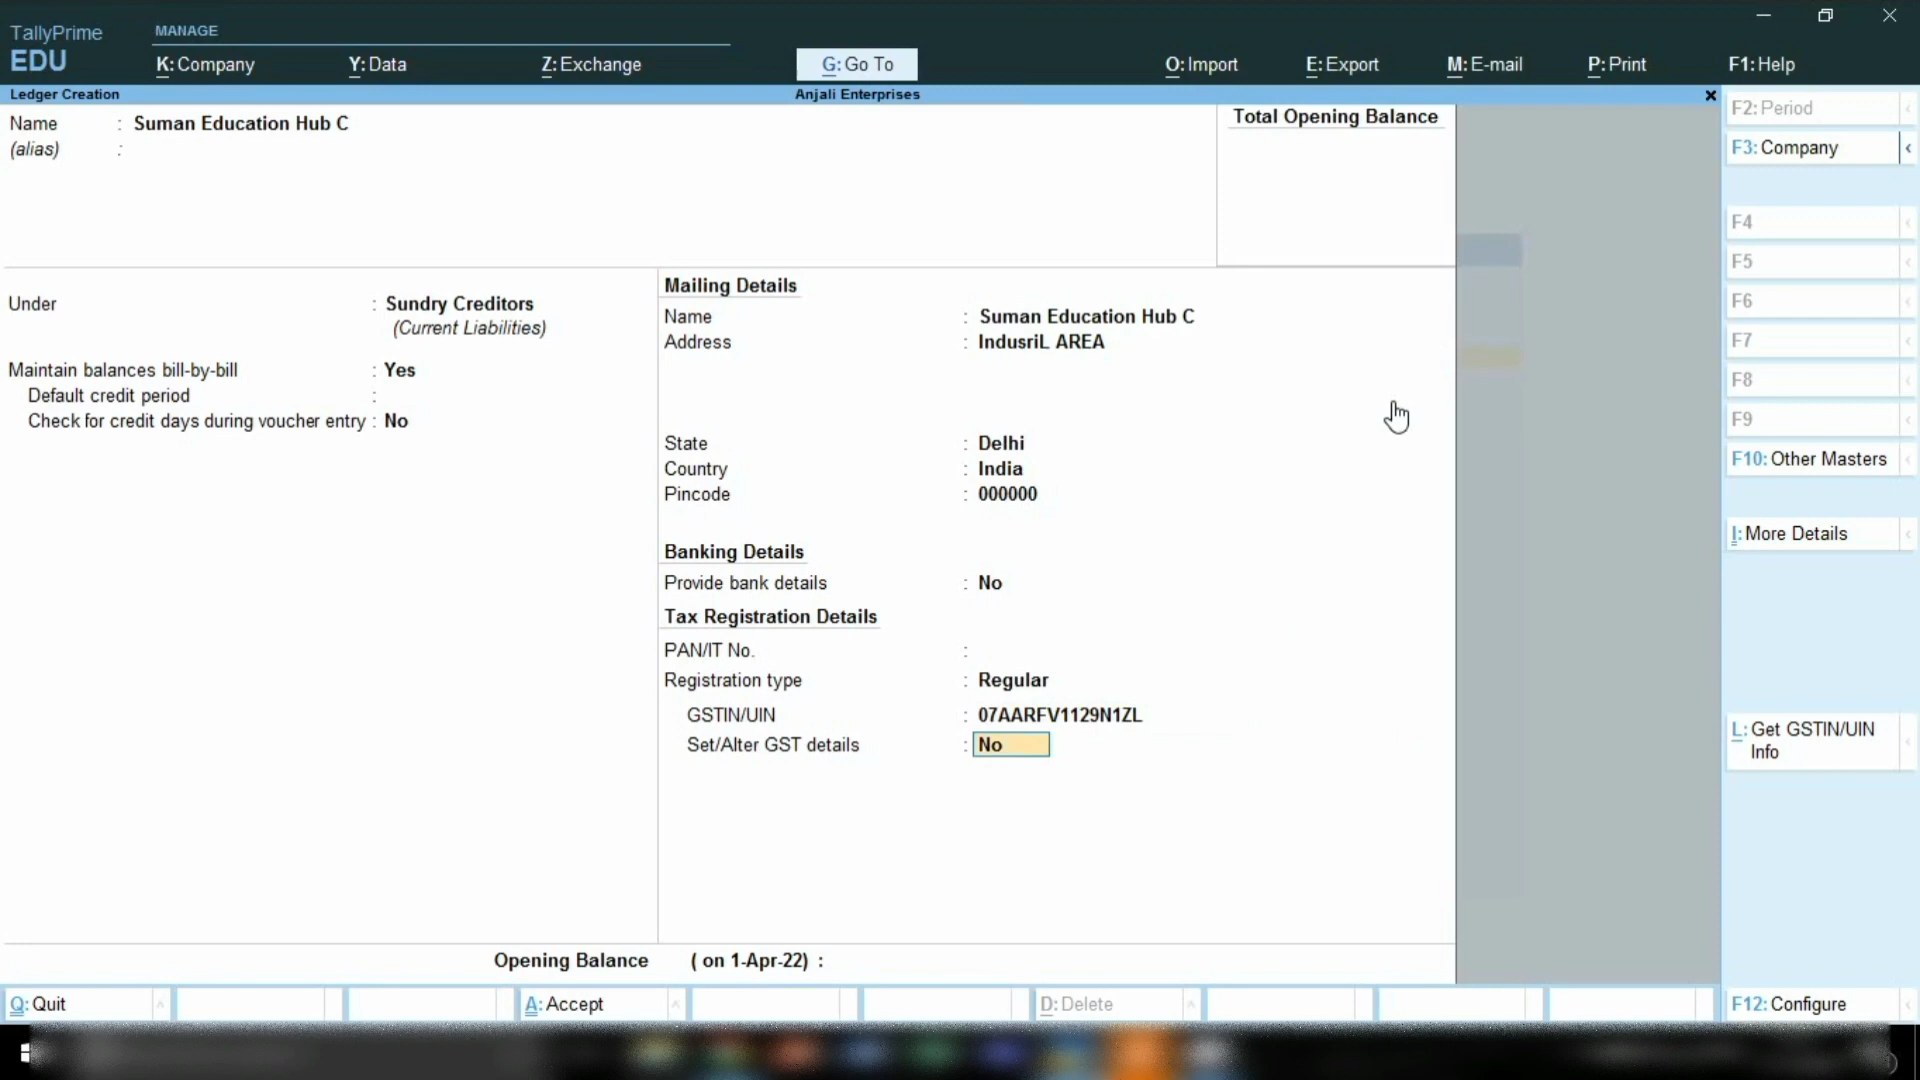 TallyPrime
EDU
MANAGE
K: Company
Y: Data
Z: Exchange
G: Go To
O: Import
E: Export
M: E-mail
P: Print
F1: Help
Ledger Creation
Anjali Enterprises
Name : Suman Education Hub C
(alias) :
Total Opening Balance
Under : Sundry Creditors
(Current Liabilities)
Maintain balances bill-by-bill : Yes
Default credit period :
Check for credit days during voucher entry : No
Mailing Details
Name : Suman Education Hub C
Address : IndusriL AREA
State : Delhi
Country : India
Pincode : 000000
Banking Details
Provide bank details : No
Tax Registration Details
PAN/IT No. :
Registration type : Regular
GSTIN/UIN : 07AARFV1129N1ZL
Set/Alter GST details : No
Opening Balance ( on 1-Apr-22) :
F2: Period
F3: Company
F4
F5
F6
F7
F8
F9
F10: Other Masters
I: More Details
L: Get GSTIN/UIN
Info
Q: Quit
A: Accept
D: Delete
F12: Configure